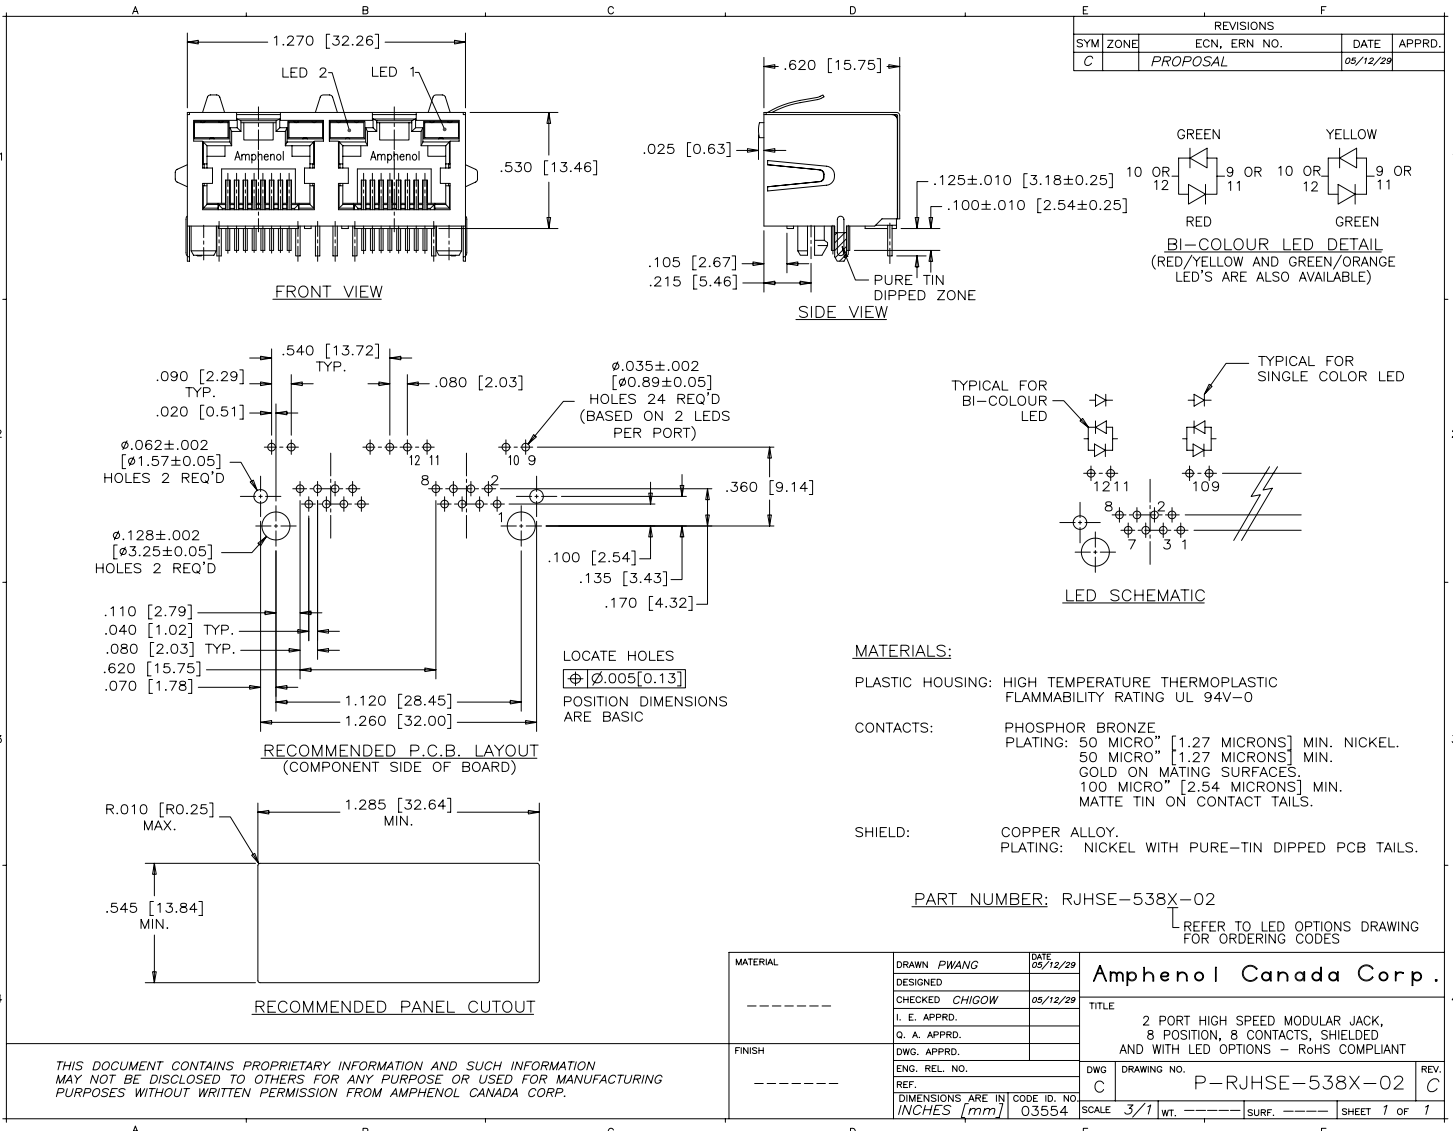 A B C D E F
REVISIONS
SYM ZONE ECN, ERN NO. DATE APPRD.
C PROPOSAL 05/12/29
1.270 [32.26]
LED 2
LED 1
Amphenol Amphenol
.530 [13.46]
FRONT VIEW
.620 [15.75]
.025 [0.63]
.125±.010 [3.18±0.25]
.100±.010 [2.54±0.25]
.105 [2.67]
.215 [5.46]
PURE TIN
DIPPED ZONE
SIDE VIEW
GREEN YELLOW
10 OR 12 9 OR 11 10 OR 12 9 OR 11
RED GREEN
BI-COLOUR LED DETAIL
(RED/YELLOW AND GREEN/ORANGE
LED'S ARE ALSO AVAILABLE)
.540 [13.72]
TYP.
.090 [2.29]
TYP.
.080 [2.03]
.020 [0.51]
ø.035±.002
[ø0.89±0.05]
HOLES 24 REQ'D
(BASED ON 2 LEDS
PER PORT)
ø.062±.002
[ø1.57±0.05]
HOLES 2 REQ'D
12 11 10 9
8 2
1
.360 [9.14]
ø.128±.002
[ø3.25±0.05]
HOLES 2 REQ'D
.100 [2.54]
.135 [3.43]
.170 [4.32]
.110 [2.79]
.040 [1.02] TYP.
.080 [2.03] TYP.
.620 [15.75]
.070 [1.78]
1.120 [28.45]
1.260 [32.00]
LOCATE HOLES
⌖ Ø.005[0.13]
POSITION DIMENSIONS
ARE BASIC
RECOMMENDED P.C.B. LAYOUT
(COMPONENT SIDE OF BOARD)
TYPICAL FOR
BI-COLOUR
LED
TYPICAL FOR
SINGLE COLOR LED
1211 109
8 2
7 3 1
LED SCHEMATIC
MATERIALS:
PLASTIC HOUSING: HIGH TEMPERATURE THERMOPLASTIC
FLAMMABILITY RATING UL 94V-0
CONTACTS: PHOSPHOR BRONZE
PLATING: 50 MICRO" [1.27 MICRONS] MIN. NICKEL.
50 MICRO" [1.27 MICRONS] MIN.
GOLD ON MATING SURFACES.
100 MICRO" [2.54 MICRONS] MIN.
MATTE TIN ON CONTACT TAILS.
SHIELD: COPPER ALLOY.
PLATING: NICKEL WITH PURE-TIN DIPPED PCB TAILS.
R.010 [R0.25]
MAX.
1.285 [32.64]
MIN.
.545 [13.84]
MIN.
RECOMMENDED PANEL CUTOUT
PART NUMBER: RJHSE-538X-02
REFER TO LED OPTIONS DRAWING
FOR ORDERING CODES
MATERIAL
FINISH
DRAWN PWANG DATE 05/12/29
DESIGNED
CHECKED CHIGOW 05/12/29
I. E. APPRD.
Q. A. APPRD.
DWG. APPRD.
ENG. REL. NO.
REF.
DIMENSIONS ARE IN INCHES [mm]
CODE ID. NO. 03554
Amphenol Canada Corp.
TITLE
2 PORT HIGH SPEED MODULAR JACK,
8 POSITION, 8 CONTACTS, SHIELDED
AND WITH LED OPTIONS - RoHS COMPLIANT
DWG C
DRAWING NO. P-RJHSE-538X-02
REV. C
SCALE 3/1 WT. ----- SURF. ---- SHEET 1 OF 1
THIS DOCUMENT CONTAINS PROPRIETARY INFORMATION AND SUCH INFORMATION
MAY NOT BE DISCLOSED TO OTHERS FOR ANY PURPOSE OR USED FOR MANUFACTURING
PURPOSES WITHOUT WRITTEN PERMISSION FROM AMPHENOL CANADA CORP.